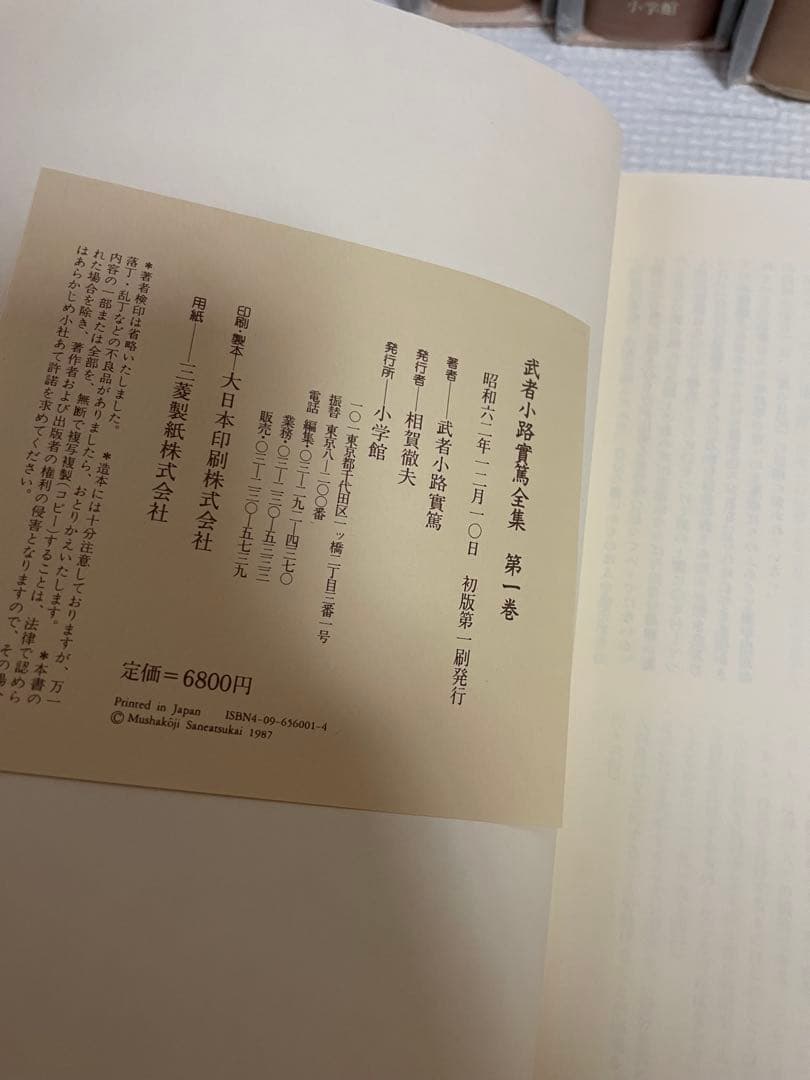 小学館
武者小路實篤全集 第一巻
昭和六二年一二月一〇日 初版第一刷発行
著者——武者小路實篤
発行者——相賀徹夫
発行所——小学館
一〇一東京都千代田区一ッ橋二丁目三番一号
振替 東京八—二〇〇番
電話 編集・〇三—二九二—四三七〇
業務・〇三—二三〇—五三三三
販売・〇三—二三〇—五七三九
印刷・製本——大日本印刷株式会社
用紙——三菱製紙株式会社
*著者検印は省略いたしました。 *造本には十分注意しておりますが、万一
落丁・乱丁などの不良品がありましたら、おとりかえいたします。 *本書の
内容の一部または全部を、無断で複写複製(コピー)することは、法律で認めら
れた場合を除き、著作者および出版者の権利の侵害となりますので、その場
はあらかじめ小社あて許諾を求めてください。
定価=6800円
Printed in Japan ISBN4-09-656001-4
© Mushakōji Saneatsukai 1987